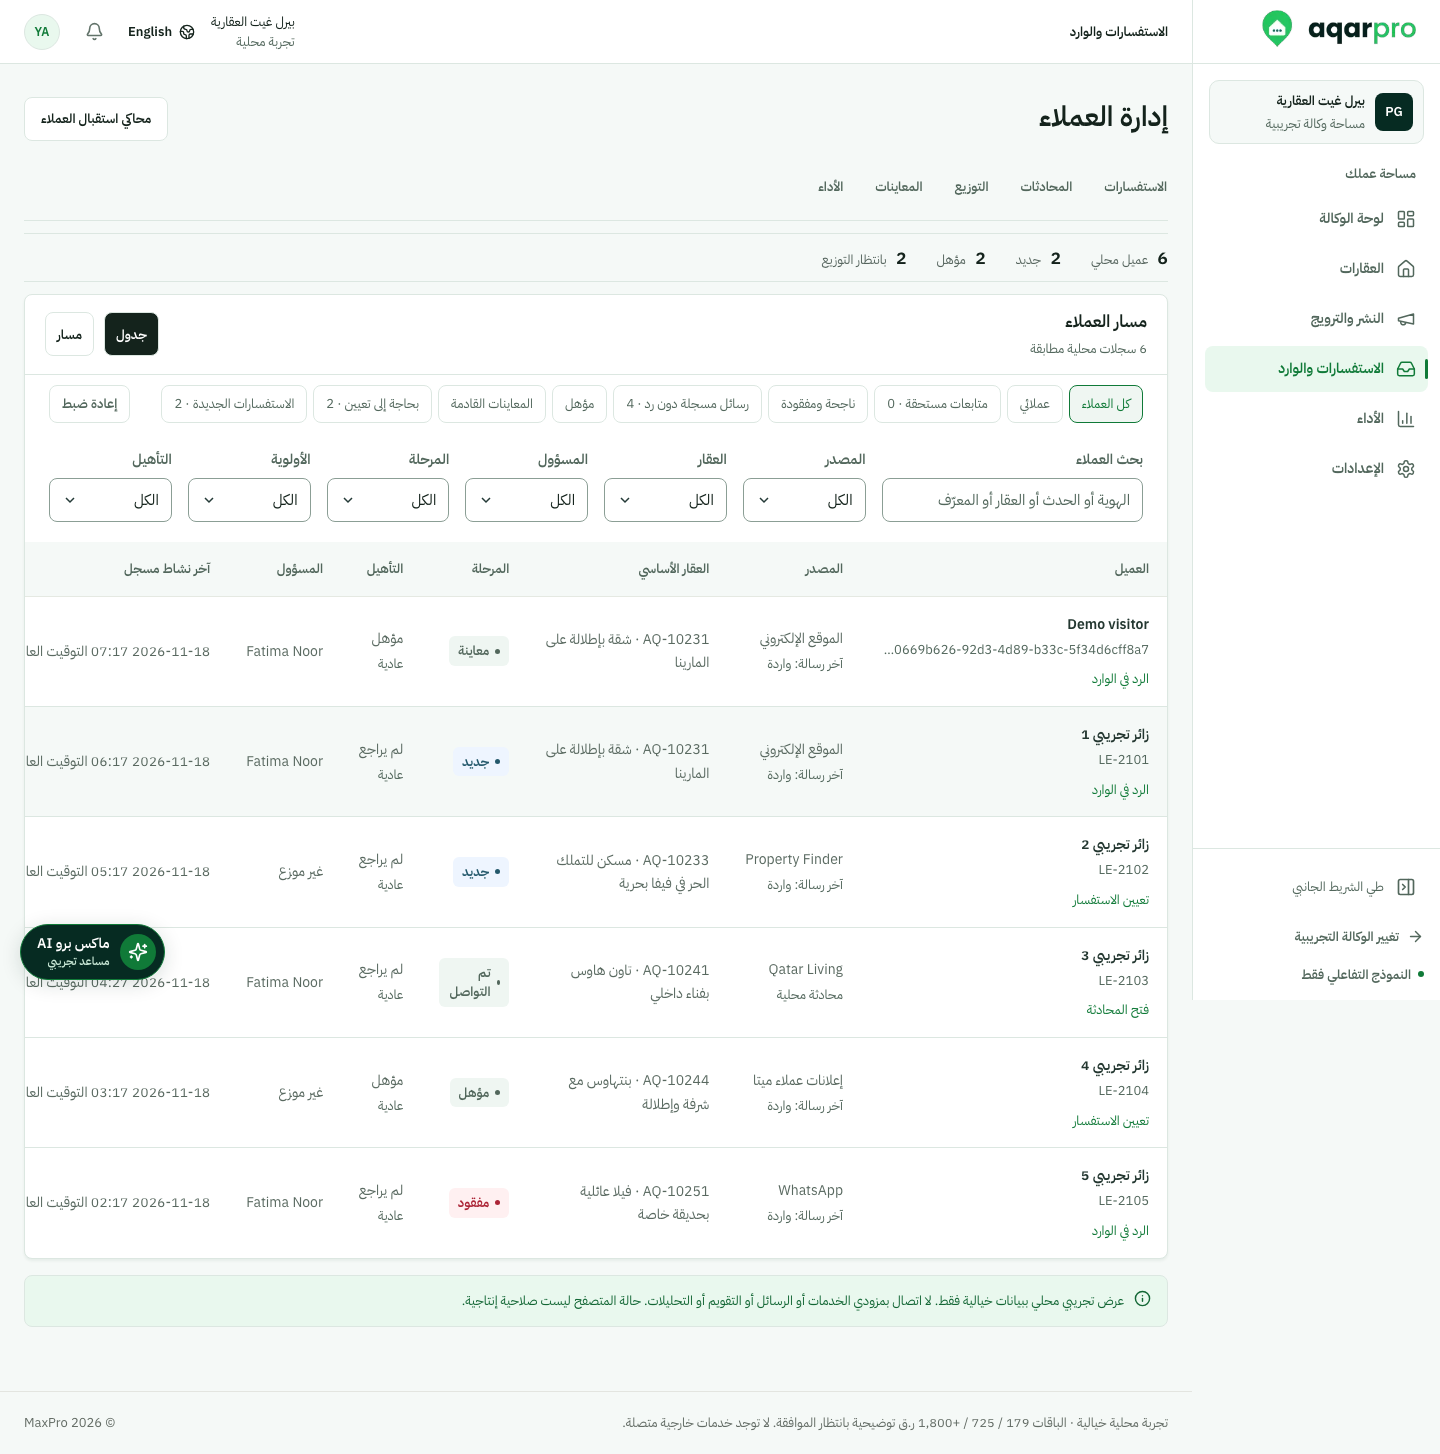 aqarpro
الاستفسارات والوارد
بيرل غيت العقارية
تجربة محلية
English
YA
PG
بيرل غيت العقارية
مساحة وكالة تجريبية
مساحة عملك
لوحة الوكالة
العقارات
النشر والترويج
الاستفسارات والوارد
الأداء
الإعدادات
طي الشريط الجانبي
تغيير الوكالة التجريبية
النموذج التفاعلي فقط
إدارة العملاء
محاكي استقبال العملاء
الاستفسارات المحادثات التوزيع المعاينات الأداء
6 عميل محلي 2 جديد 2 مؤهل 2 بانتظار التوزيع
مسار العملاء
6 سجلات محلية مطابقة
جدول مسار
كل العملاء عملائي متابعات مستحقة · 0 ناجحة ومفقودة رسائل مسجلة دون رد · 4 مؤهل المعاينات القادمة بحاجة إلى تعيين · 2 الاستفسارات الجديدة · 2 إعادة ضبط
بحث العملاء المصدر العقار المسؤول المرحلة الأولوية التأهيل
الهوية أو الحدث أو العقار أو المعرّف الكل الكل الكل الكل الكل الكل
العميل المصدر العقار الأساسي المرحلة التأهيل المسؤول آخر نشاط مسجل
Demo visitor
0669b626-92d3-4d89-b33c-5f34d6cff8a7...
الرد في الوارد
الموقع الإلكتروني
آخر رسالة: واردة
AQ-10231 · شقة بإطلالة على
المارينا
معاينة
مؤهل
عادية
Fatima Noor
2026-11-18 07:17 التوقيت العا
زائر تجريبي 1
LE-2101
الرد في الوارد
الموقع الإلكتروني
آخر رسالة: واردة
AQ-10231 · شقة بإطلالة على
المارينا
جديد
لم يراجع
عادية
Fatima Noor
2026-11-18 06:17 التوقيت العا
زائر تجريبي 2
LE-2102
تعيين الاستفسار
Property Finder
آخر رسالة: واردة
AQ-10233 · مسكن للتملك
الحر في فيفا بحرية
جديد
لم يراجع
عادية
غير موزع
2026-11-18 05:17 التوقيت العا
زائر تجريبي 3
LE-2103
فتح المحادثة
Qatar Living
محادثة محلية
AQ-10241 · تاون هاوس
بفناء داخلي
تم
التواصل
لم يراجع
عادية
Fatima Noor
2026-11-18 04:27 التوقيت العا
ماكس برو AI
مساعد تجريبي
زائر تجريبي 4
LE-2104
تعيين الاستفسار
إعلانات عملاء ميتا
آخر رسالة: واردة
AQ-10244 · بنتهاوس مع
شرفة وإطلالة
مؤهل
مؤهل
عادية
غير موزع
2026-11-18 03:17 التوقيت العا
زائر تجريبي 5
LE-2105
الرد في الوارد
WhatsApp
آخر رسالة: واردة
AQ-10251 · فيلا عائلية
بحديقة خاصة
مفقود
لم يراجع
عادية
Fatima Noor
2026-11-18 02:17 التوقيت العا
عرض تجريبي محلي ببيانات خيالية فقط. لا اتصال بمزودي الخدمات أو الرسائل أو التقويم أو التحليلات. حالة المتصفح ليست صلاحية إنتاجية.
تجربة محلية خيالية · الباقات 179 / 725 / +1,800 ر.ق توضيحية بانتظار الموافقة. لا توجد خدمات خارجية متصلة.
© 2026 MaxPro